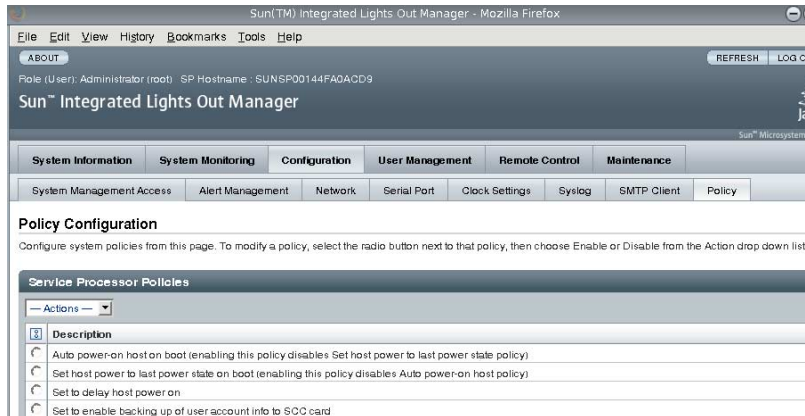 Sun(TM) Integrated Lights Out Manager - Mozilla Firefox
File Edit View History Bookmarks Tools Help
ABOUT REFRESH LOG
Role (User): Administrator (root) SP Hostname : SUNSP00144FA0ACD9
Sun™ Integrated Lights Out Manager
Sun™ Microsystem
System Information System Monitoring Configuration User Management Remote Control Maintenance
System Management Access Alert Management Network Serial Port Clock Settings Syslog SMTP Client Policy
Policy Configuration
Configure system policies from this page. To modify a policy, select the radio button next to that policy, then choose Enable or Disable from the Action drop down list
Service Processor Policies
— Actions —
Description
Auto power-on host on boot (enabling this policy disables Set host power to last power state policy)
Set host power to last power state on boot (enabling this policy disables Auto power-on host policy)
Set to delay host power on
Set to enable backing up of user account info to SCC card